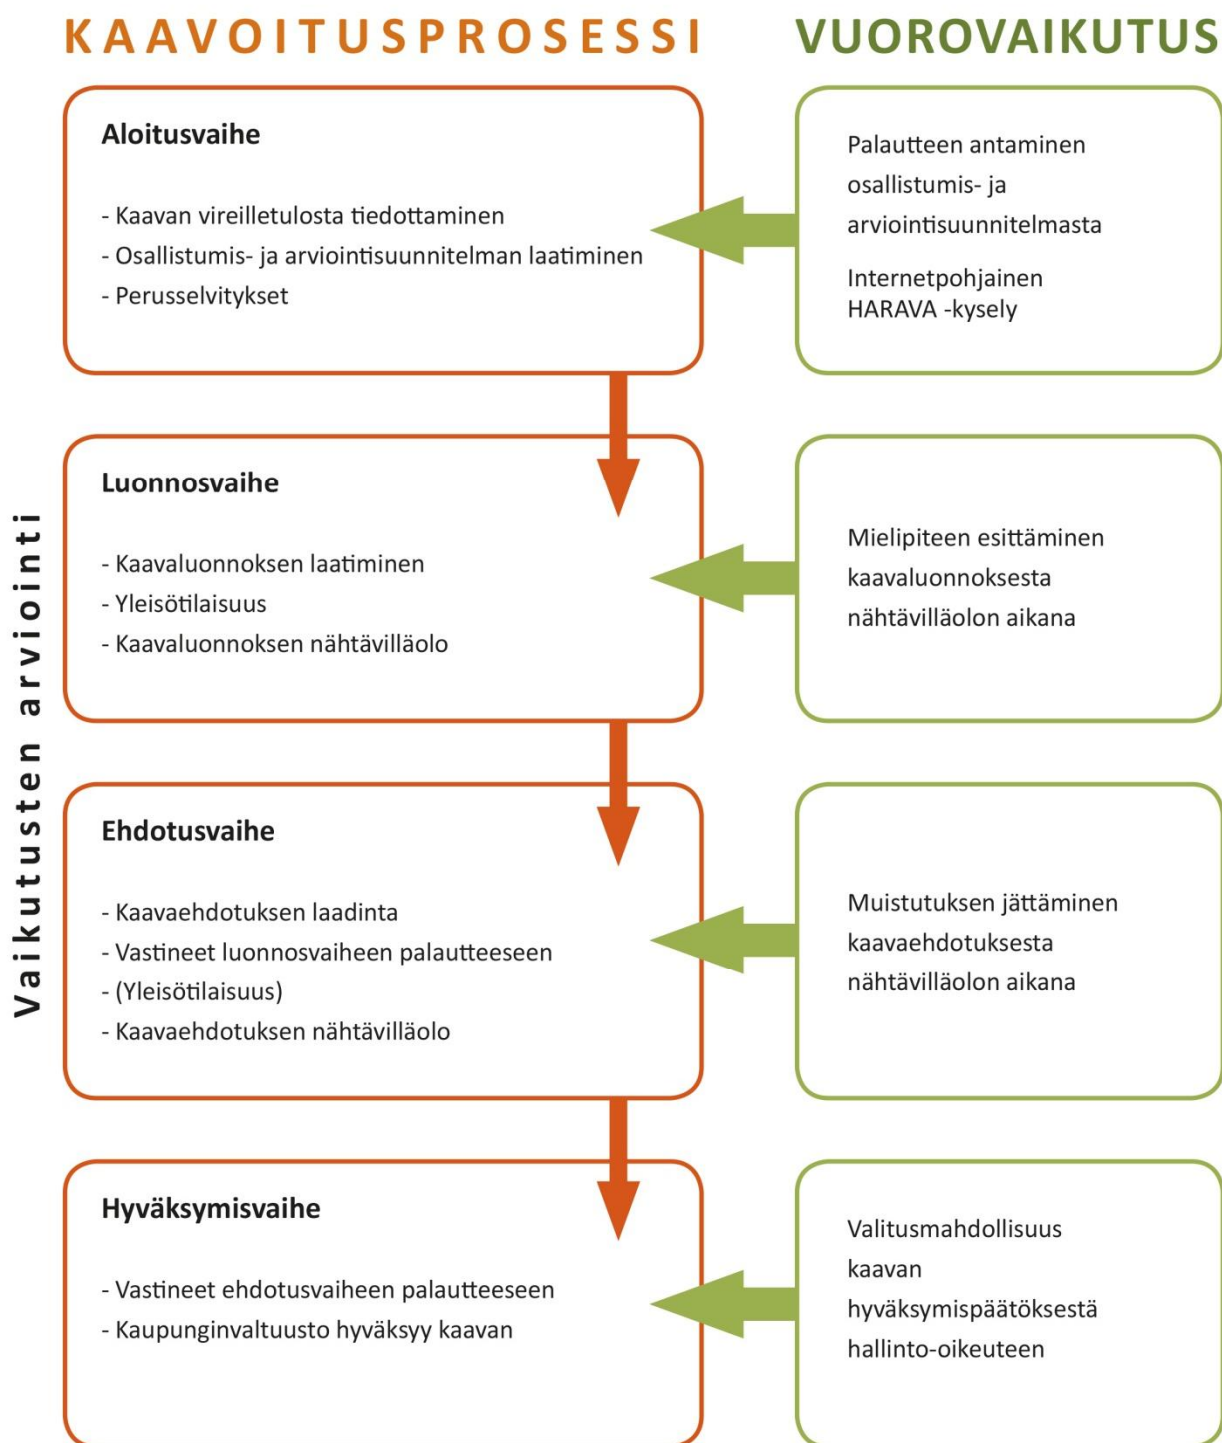 KAAVOITUSPROSESSI
VUOROVAIKUTUS
Vaikutusten arviointi
Aloitusvaihe
- Kaavan vireilletulosta tiedottaminen
- Osallistumis- ja arviointisuunnitelman laatiminen
- Perusselvitykset
Palautteen antaminen
osallistumis- ja
arviointisuunnitelmasta
Internetpohjainen
HARAVA -kysely
Luonnosvaihe
- Kaavaluonnoksen laatiminen
- Yleisötilaisuus
- Kaavaluonnoksen nähtävilläolo
Mielipiteen esittäminen
kaavaluonnoksesta
nähtävilläolon aikana
Ehdotusvaihe
- Kaavaehdotuksen laadinta
- Vastineet luonnosvaiheen palautteeseen
- (Yleisötilaisuus)
- Kaavaehdotuksen nähtävilläolo
Muistutuksen jättäminen
kaavaehdotuksesta
nähtävilläolon aikana
Hyväksymisvaihe
- Vastineet ehdotusvaiheen palautteeseen
- Kaupunginvaltuusto hyväksyy kaavan
Valitusmahdollisuus
kaavan
hyväksymispäätöksestä
hallinto-oikeuteen